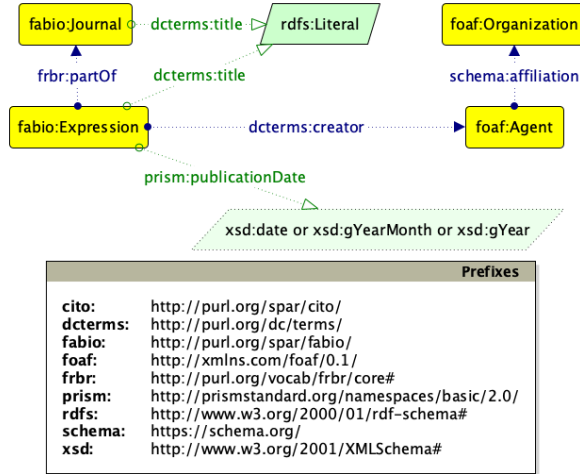 fabio:Journal
dcterms:title
rdfs:Literal
foaf:Organization
frbr:partOf
dcterms:title
schema:affiliation
fabio:Expression
dcterms:creator
foaf:Agent
prism:publicationDate
xsd:date or xsd:gYearMonth or xsd:gYear
Prefixes
cito: http://purl.org/spar/cito/
dcterms: http://purl.org/dc/terms/
fabio: http://purl.org/spar/fabio/
foaf: http://xmlns.com/foaf/0.1/
frbr: http://purl.org/vocab/frbr/core#
prism: http://prismstandard.org/namespaces/basic/2.0/
rdfs: http://www.w3.org/2000/01/rdf-schema#
schema: https://schema.org/
xsd: http://www.w3.org/2001/XMLSchema#